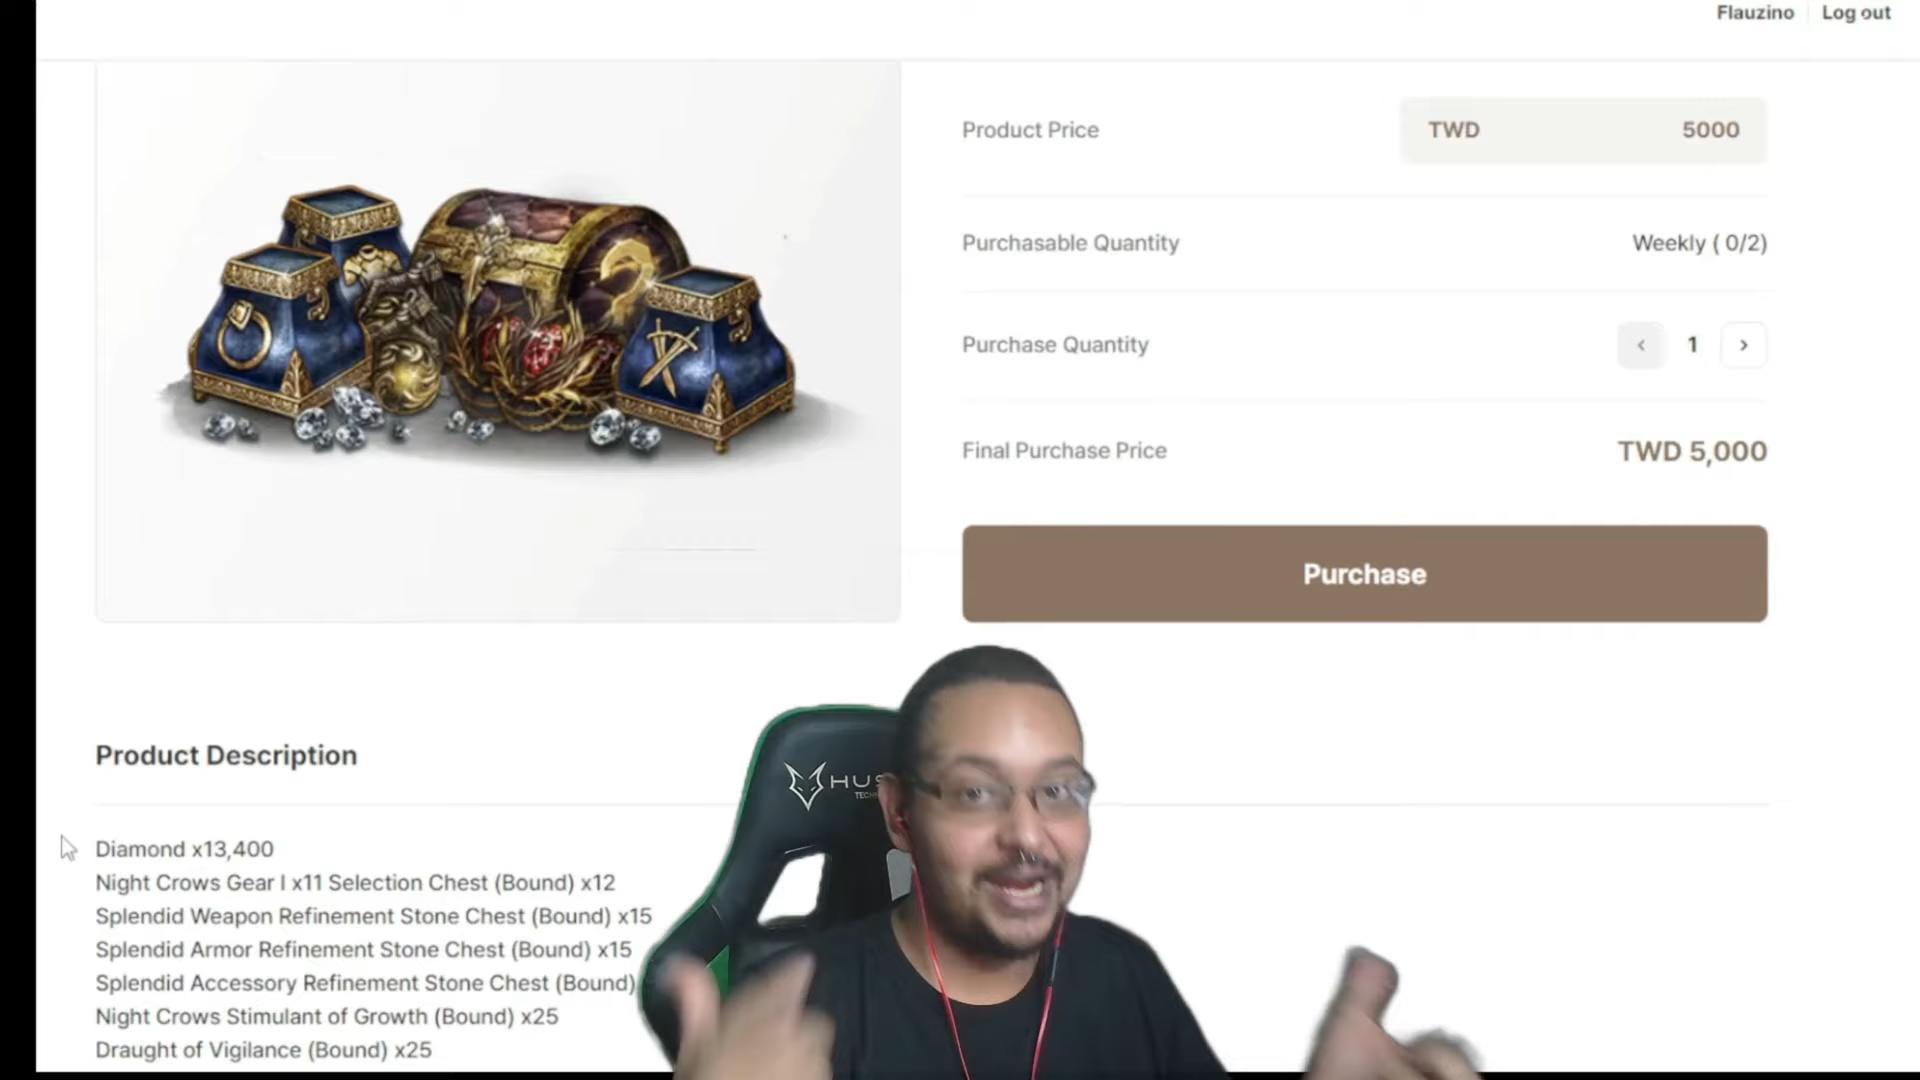 Flauzino
Log out
Product Price
TWD 5000
Purchasable Quantity
Weekly ( 0/2)
Purchase Quantity
1
Final Purchase Price
TWD 5,000
Purchase
Product Description
Diamond x13,400
Night Crows Gear I x11 Selection Chest (Bound) x12
Splendid Weapon Refinement Stone Chest (Bound) x15
Splendid Armor Refinement Stone Chest (Bound) x15
Splendid Accessory Refinement Stone Chest (Bound)
Night Crows Stimulant of Growth (Bound) x25
Draught of Vigilance (Bound) x25